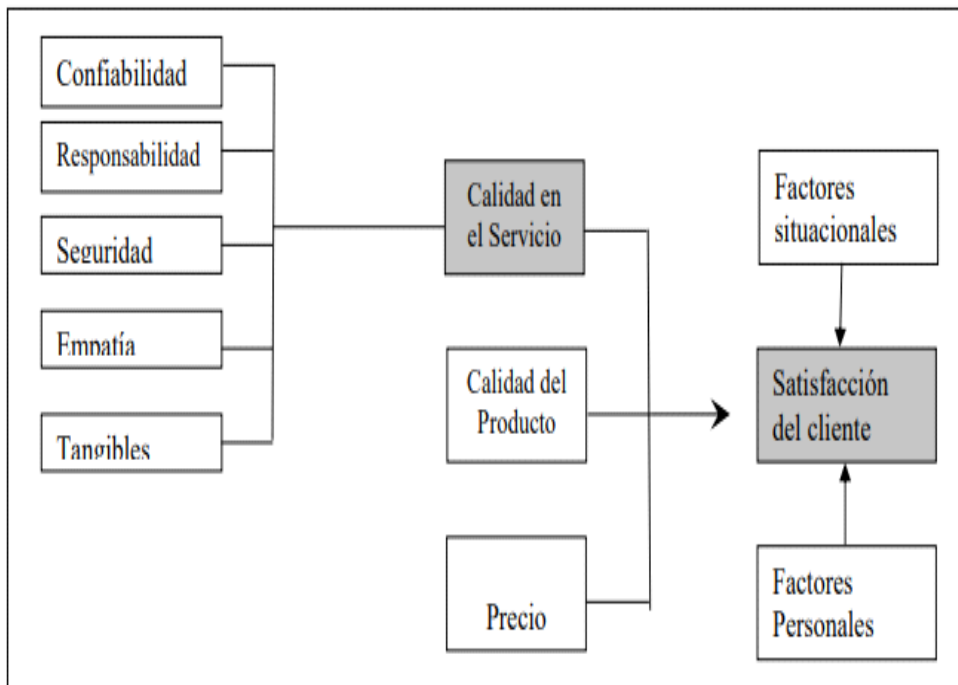 Confiabilidad
Responsabilidad
Seguridad
Empatía
Tangibles
Calidad en
el Servicio
Calidad del
Producto
Precio
Factores
situacionales
Satisfacción
del cliente
Factores
Personales